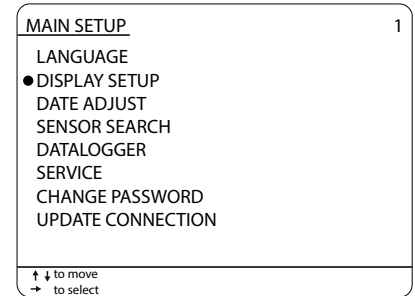 MAIN SETUP 1
LANGUAGE
●DISPLAY SETUP
DATE ADJUST
SENSOR SEARCH
DATALOGGER
SERVICE
CHANGE PASSWORD
UPDATE CONNECTION
↑ ↓ to move
→ to select